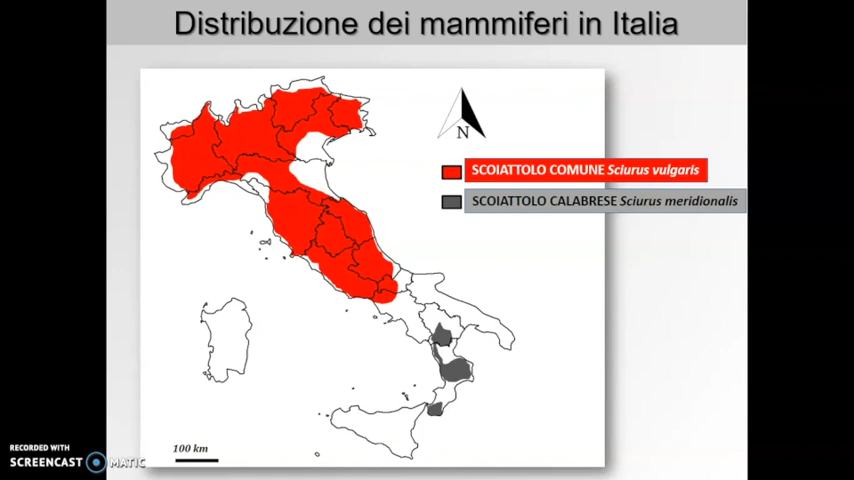 Distribuzione dei mammiferi in Italia
N
SCOIATTOLO COMUNE Sciurus vulgaris
SCOIATTOLO CALABRESE Sciurus meridionalis
100 km
RECORDED WITH
SCREENCAST MATIC